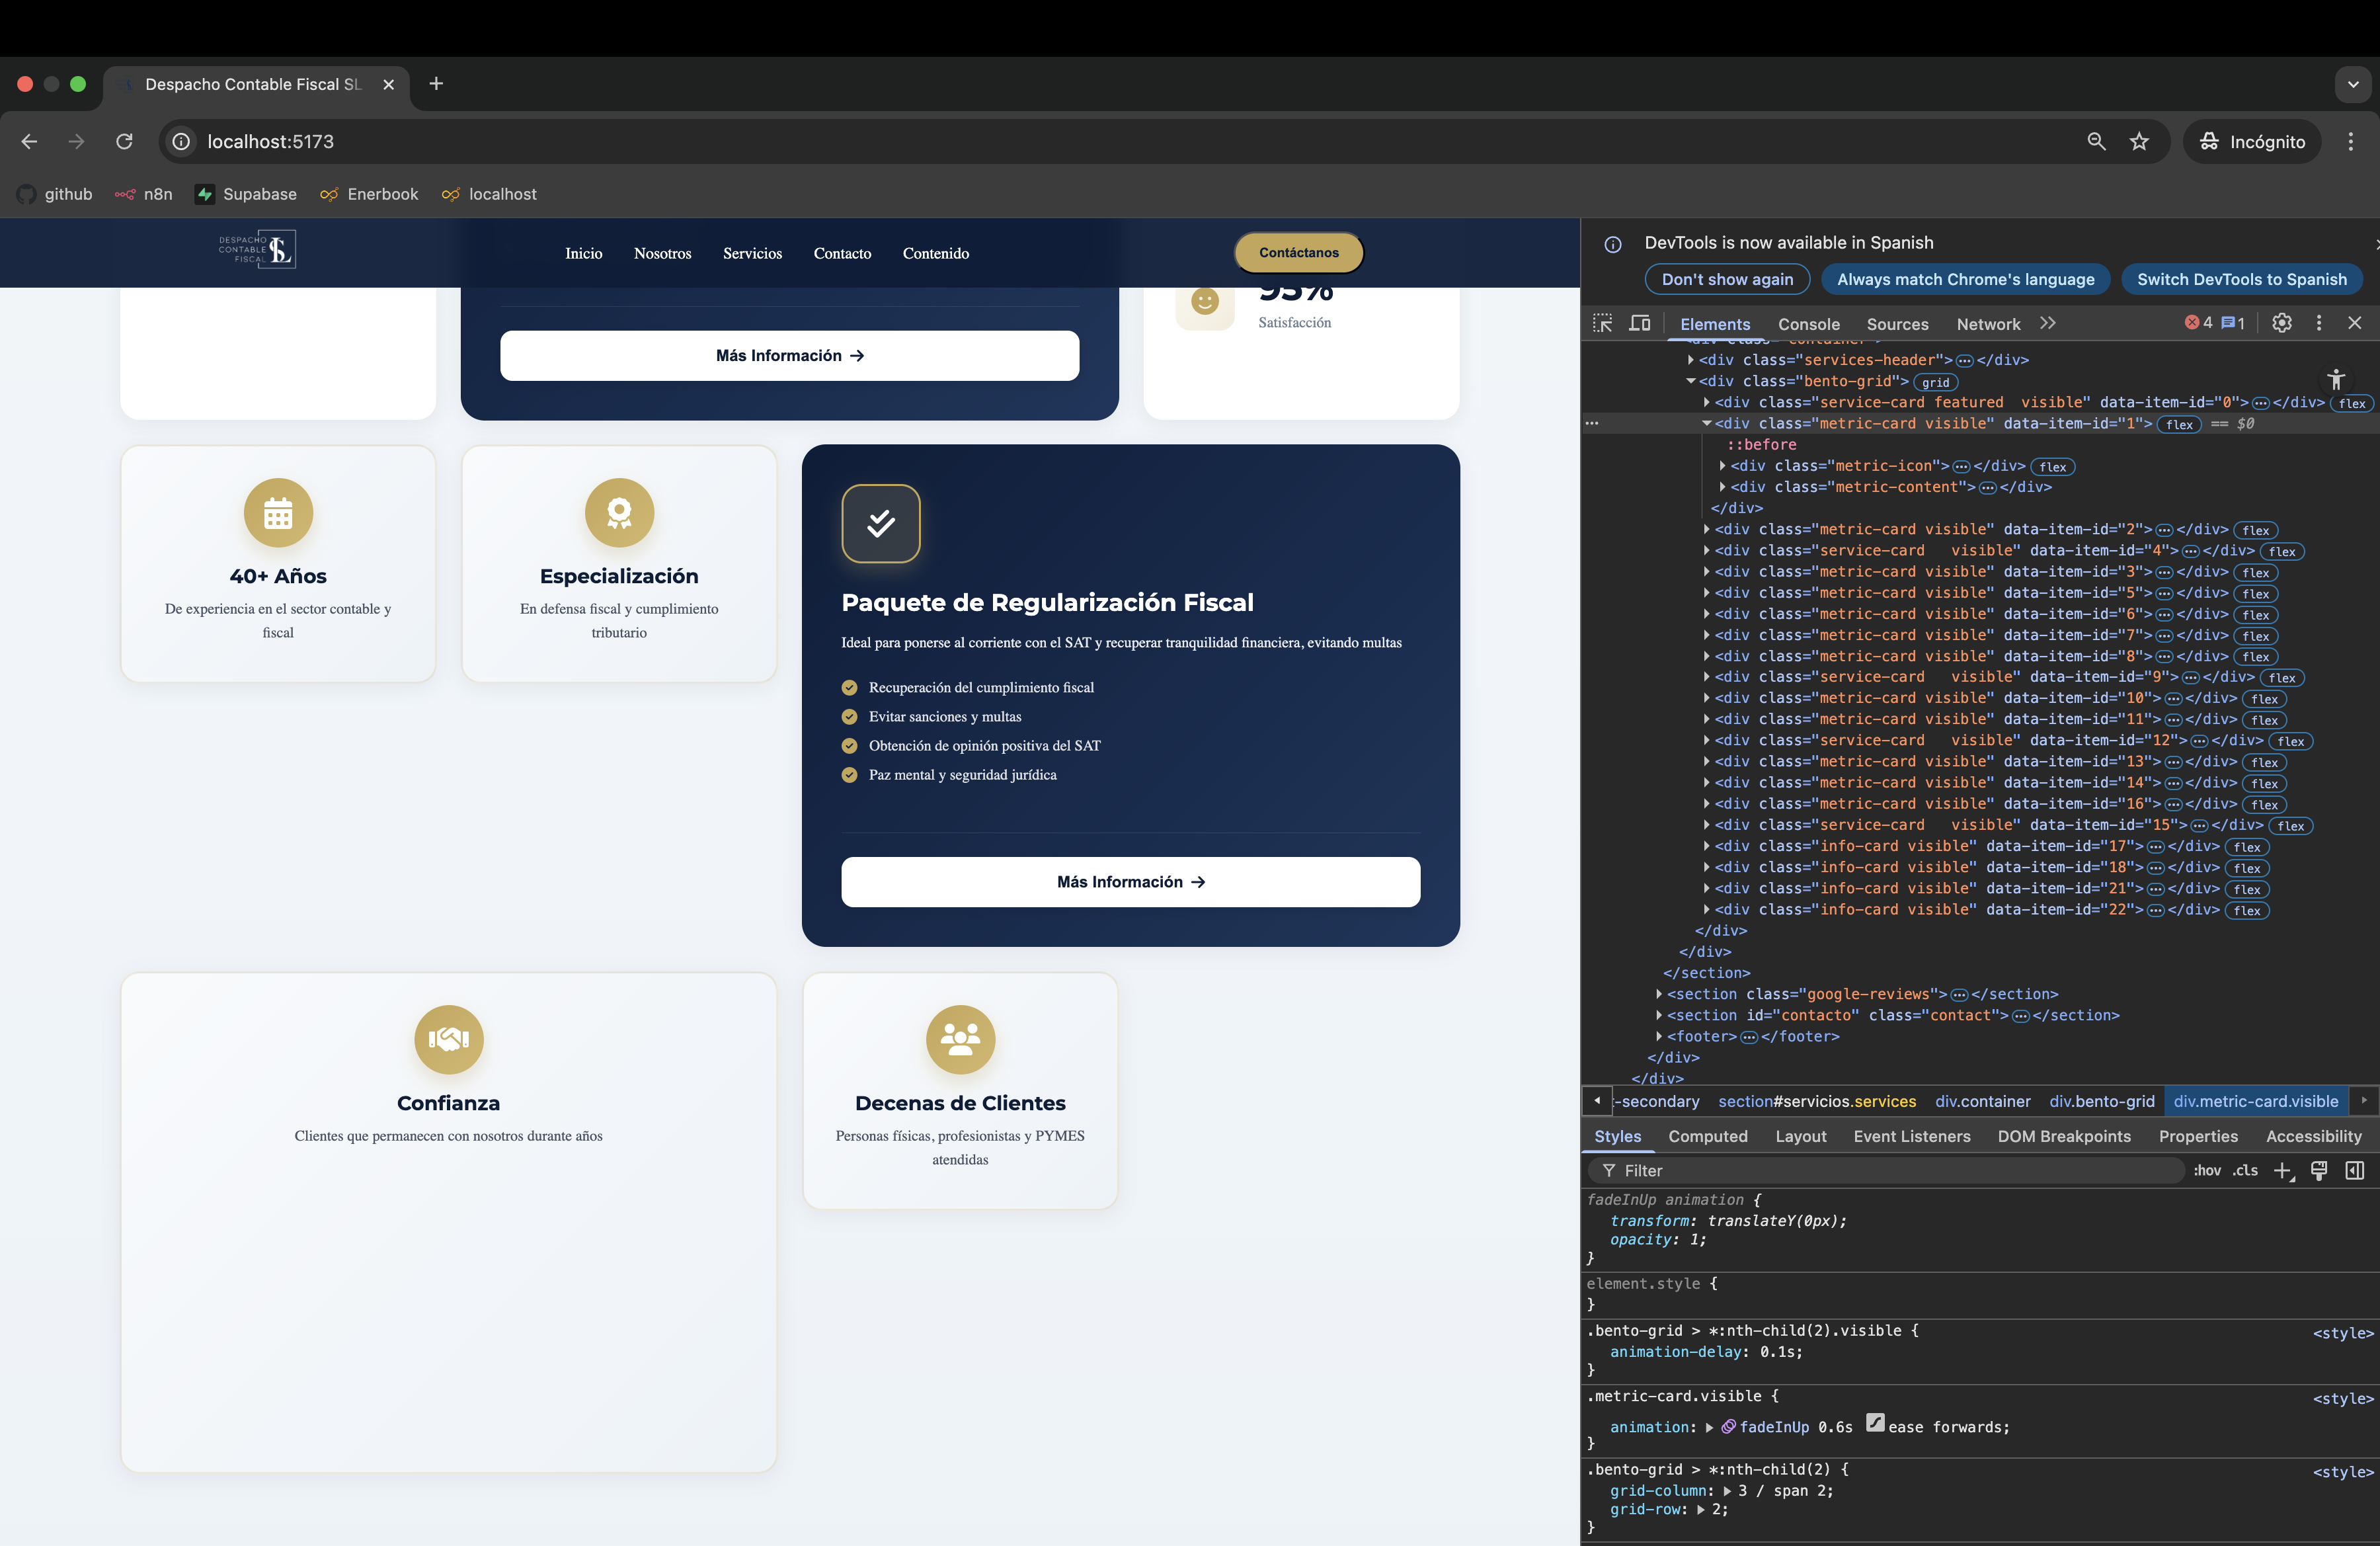 Despacho Contable Fiscal SL
localhost:5173
Incógnito
github
n8n
Supabase
Enerbook
localhost
DESPACHO
CONTABLE
FISCAL
SL
Inicio
Nosotros
Servicios
Contacto
Contenido
Contáctanos
Más Información →
95%
Satisfacción
40+ Años
De experiencia en el sector contable y
fiscal
Especialización
En defensa fiscal y cumplimiento
tributario
Paquete de Regularización Fiscal
Ideal para ponerse al corriente con el SAT y recuperar tranquilidad financiera, evitando multas
Recuperación del cumplimiento fiscal
Evitar sanciones y multas
Obtención de opinión positiva del SAT
Paz mental y seguridad jurídica
Más Información →
Confianza
Clientes que permanecen con nosotros durante años
Decenas de Clientes
Personas físicas, profesionistas y PYMES
atendidas
DevTools is now available in Spanish
Don't show again
Always match Chrome's language
Switch DevTools to Spanish
Elements
Console
Sources
Network
4
1
<div class="container">
<div class="services-header">…</div>
<div class="bento-grid"> grid
<div class="service-card featured  visible" data-item-id="0">…</div> flex
… <div class="metric-card visible" data-item-id="1"> flex == $0
::before
<div class="metric-icon">…</div> flex
<div class="metric-content">…</div>
</div>
<div class="metric-card visible" data-item-id="2">…</div> flex
<div class="service-card   visible" data-item-id="4">…</div> flex
<div class="metric-card visible" data-item-id="3">…</div> flex
<div class="metric-card visible" data-item-id="5">…</div> flex
<div class="metric-card visible" data-item-id="6">…</div> flex
<div class="metric-card visible" data-item-id="7">…</div> flex
<div class="metric-card visible" data-item-id="8">…</div> flex
<div class="service-card   visible" data-item-id="9">…</div> flex
<div class="metric-card visible" data-item-id="10">…</div> flex
<div class="metric-card visible" data-item-id="11">…</div> flex
<div class="service-card   visible" data-item-id="12">…</div> flex
<div class="metric-card visible" data-item-id="13">…</div> flex
<div class="metric-card visible" data-item-id="14">…</div> flex
<div class="metric-card visible" data-item-id="16">…</div> flex
<div class="service-card   visible" data-item-id="15">…</div> flex
<div class="info-card visible" data-item-id="17">…</div> flex
<div class="info-card visible" data-item-id="18">…</div> flex
<div class="info-card visible" data-item-id="21">…</div> flex
<div class="info-card visible" data-item-id="22">…</div> flex
</div>
</div>
</section>
<section class="google-reviews">…</section>
<section id="contacto" class="contact">…</section>
<footer>…</footer>
</div>
</div>
-secondary
section#servicios.services
div.container
div.bento-grid
div.metric-card.visible
Styles
Computed
Layout
Event Listeners
DOM Breakpoints
Properties
Accessibility
Filter
:hov
.cls
fadeInUp animation {
transform: translateY(0px);
opacity: 1;
}
element.style {
}
.bento-grid > *:nth-child(2).visible {
<style>
animation-delay: 0.1s;
}
.metric-card.visible {
<style>
animation: fadeInUp 0.6s ease forwards;
}
.bento-grid > *:nth-child(2) {
<style>
grid-column: 3 / span 2;
grid-row: 2;
}